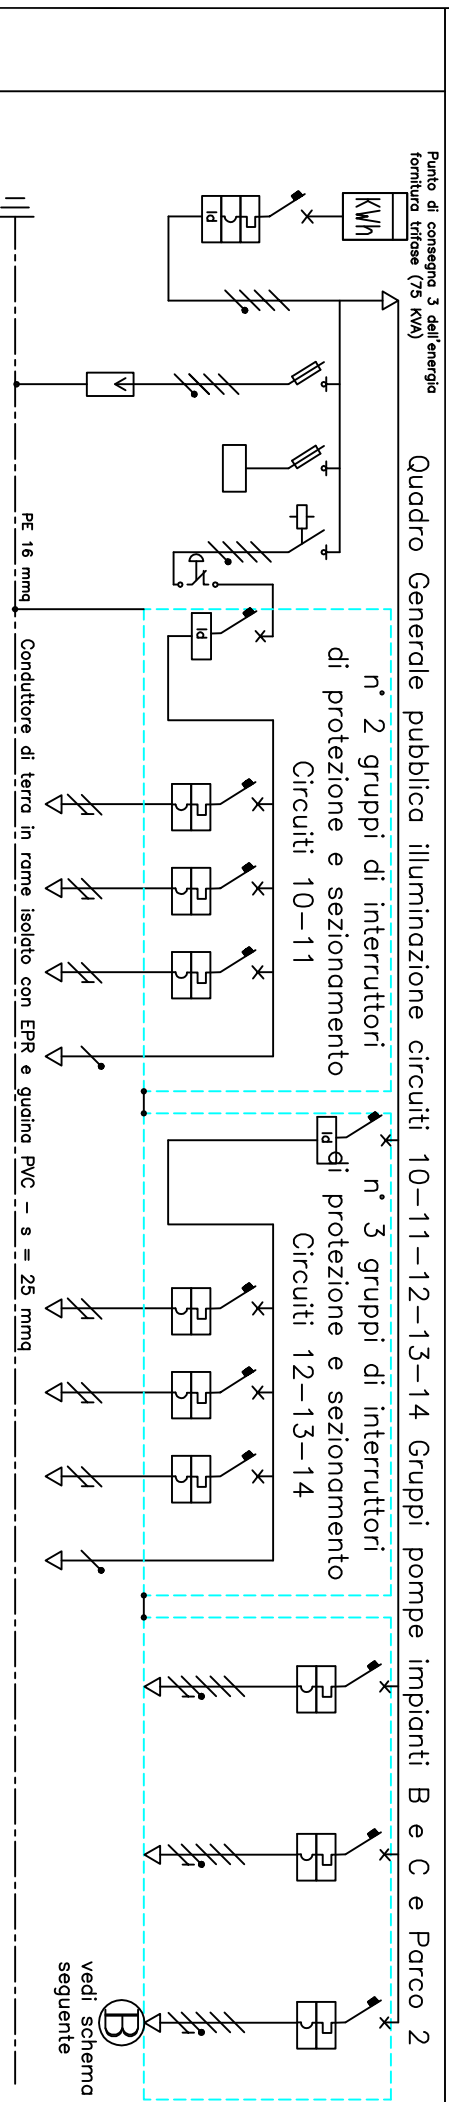 Quadro Generale pubblica illuminazione circuiti 10-11-12-13-14 Gruppi pompe impianti B e C e Parco 2
Punto di consegna 3 dell'energia
fornitura trifase (75 KVA)
KWh
Id
n° 2 gruppi di interruttori
di protezione e sezionamento
Circuiti 10-11
Id
n° 3 gruppi di interruttori
di protezione e sezionamento
Circuiti 12-13-14
Id
vedi schema
seguente
B
PE 16 mmq
Conduttore di terra in rame isolato con EPR e guaina PVC - s = 25 mmq